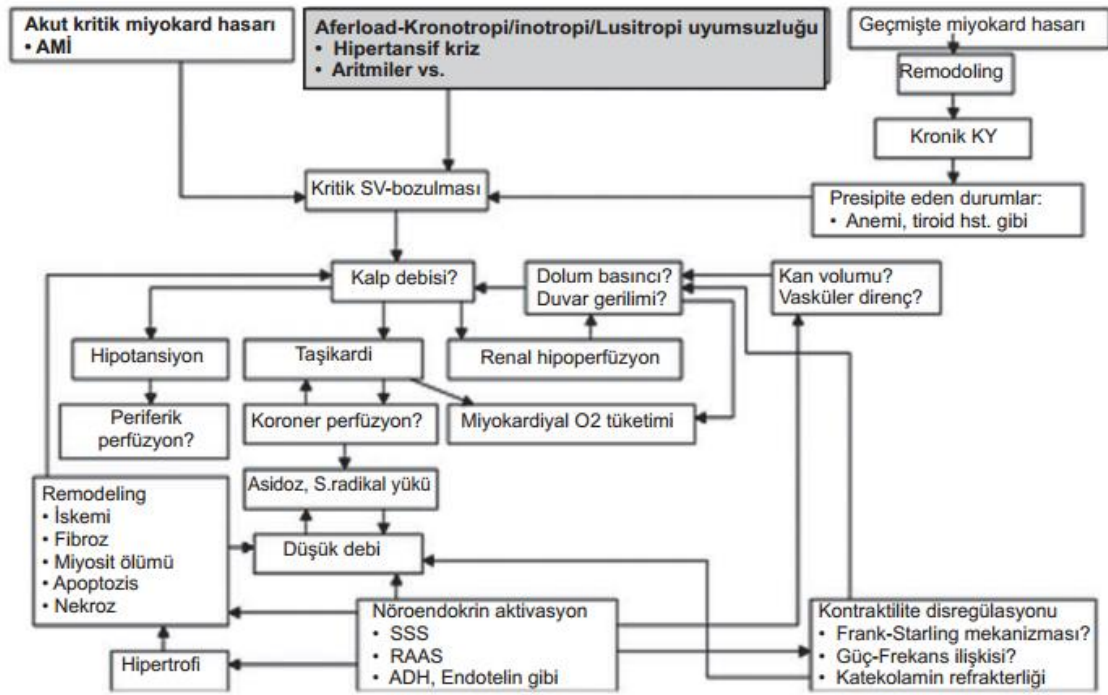 Akut kritik miyokard hasarı
• AMİ
Aferload-Kronotropi/inotropi/Lusitropi uyumsuzluğu
• Hipertansif kriz
• Aritmiler vs.
Geçmişte miyokard hasarı
Remodoling
Kronik KY
Presipite eden durumlar:
• Anemi, tiroid hst. gibi
Kritik SV-bozulması
Kalp debisi?
Dolum basıncı?
Duvar gerilimi?
Kan volumu?
Vasküler direnç?
Hipotansiyon
Taşikardi
Renal hipoperfüzyon
Periferik
perfüzyon?
Koroner perfüzyon?
Miyokardiyal O2 tüketimi
Asidoz, S.radikal yükü
Remodeling
• İskemi
• Fibroz
• Miyosit ölümü
• Apoptozis
• Nekroz
Düşük debi
Hipertrofi
Nöroendokrin aktivasyon
• SSS
• RAAS
• ADH, Endotelin gibi
Kontraktilite disregülasyonu
• Frank-Starling mekanizması?
• Güç-Frekans ilişkisi?
• Katekolamin refrakterliği